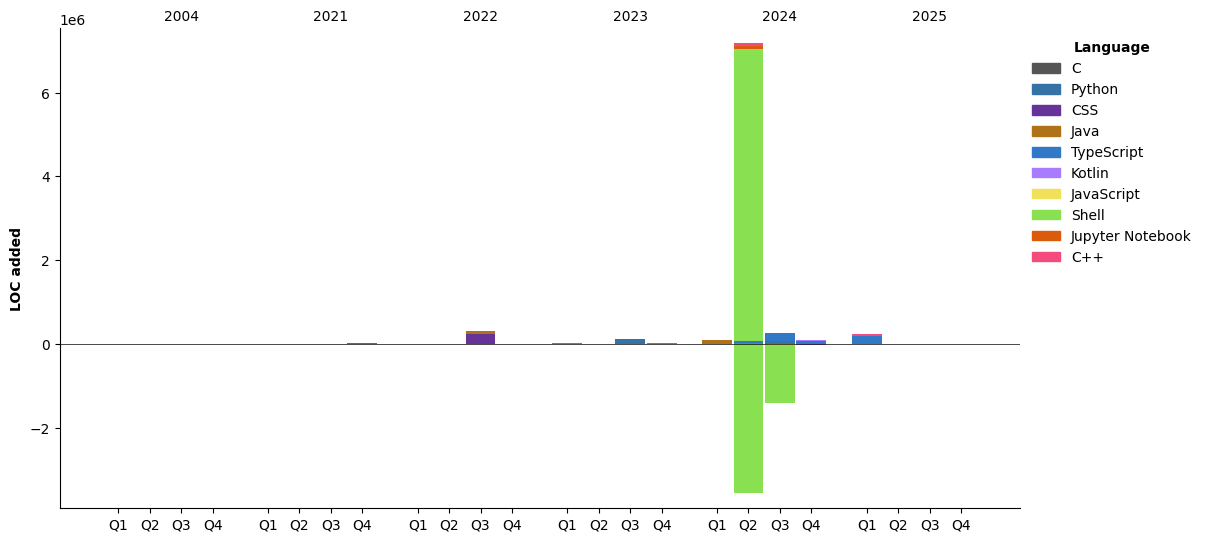 1e6
2004 2021 2022 2023 2024 2025
Language
C
Python
CSS
Java
TypeScript
Kotlin
JavaScript
Shell
Jupyter Notebook
C++
LOC added
6
4
2
0
−2
Q1 Q2 Q3 Q4 Q1 Q2 Q3 Q4 Q1 Q2 Q3 Q4 Q1 Q2 Q3 Q4 Q1 Q2 Q3 Q4 Q1 Q2 Q3 Q4